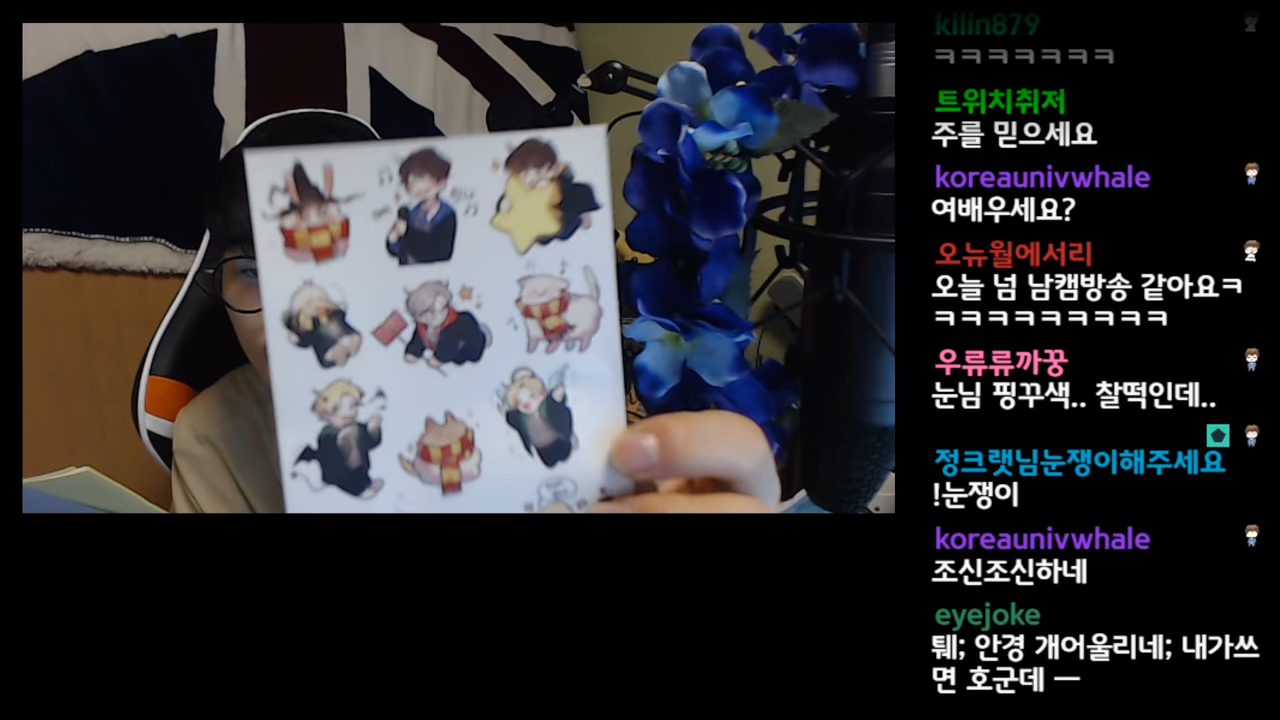 kilin879
ㅋㅋㅋㅋㅋㅋㅋ
트위치취저
주를 믿으세요
koreaunivwhale
여배우세요?
오뉴월에서리
오늘 넘 남캠방송 같아요ㅋ
ㅋㅋㅋㅋㅋㅋㅋㅋㅋ
우류류까꿍
눈님 핑꾸색.. 찰떡인데..
정크랫님눈쟁이해주세요
!눈쟁이
koreaunivwhale
조신조신하네
eyejoke
퉤; 안경 개어울리네; 내가쓰
면 호군데 ㅡ